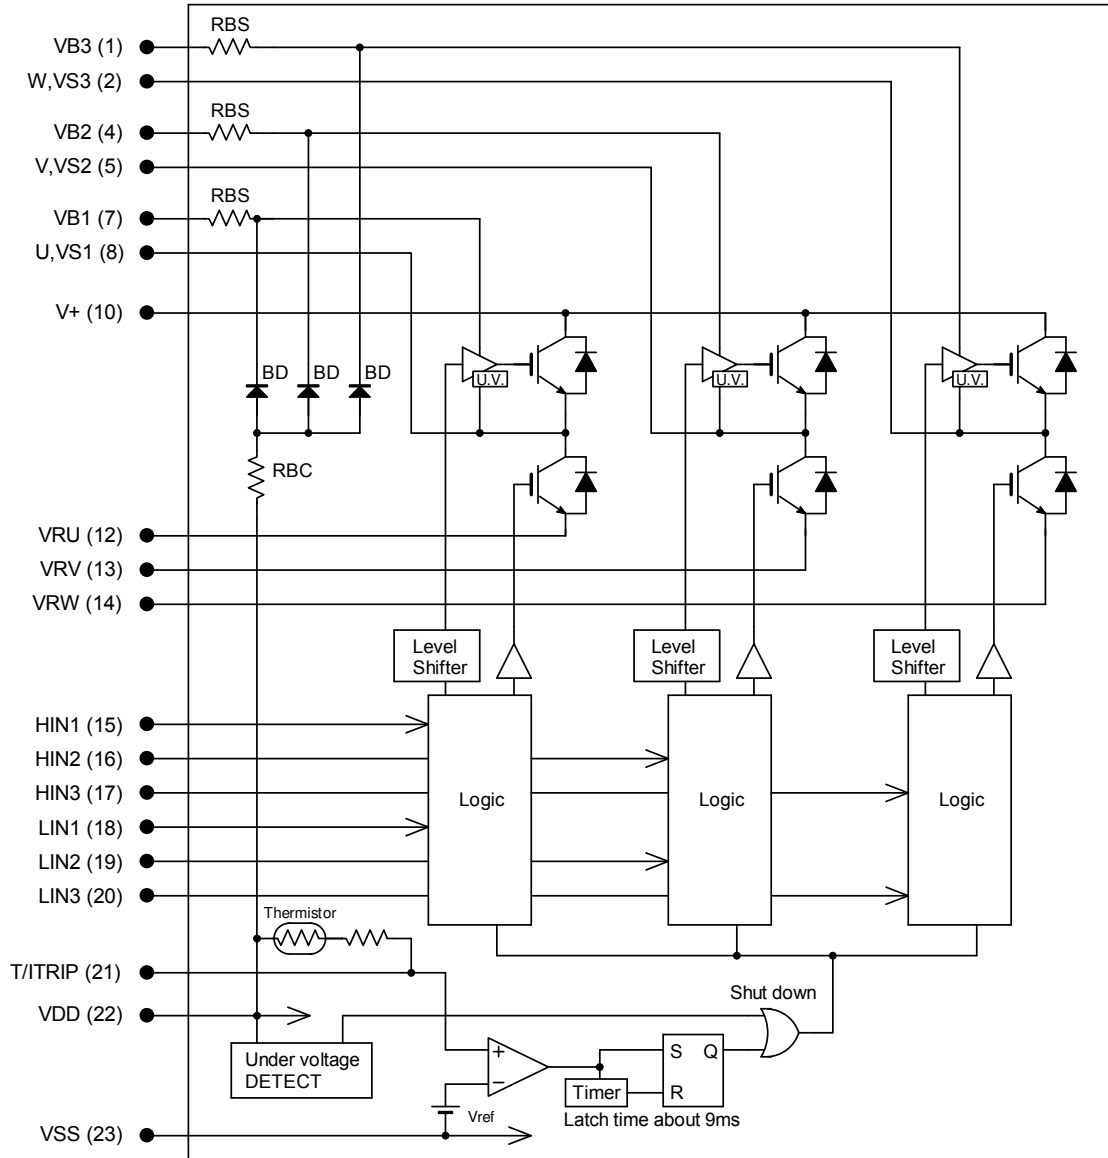 VB3 (1)
RBS
W,VS3 (2)
VB2 (4)
RBS
V,VS2 (5)
VB1 (7)
RBS
U,VS1 (8)
V+ (10)
BD
BD
BD
U.V.
U.V.
U.V.
RBC
VRU (12)
VRV (13)
VRW (14)
Level
Shifter
Level
Shifter
Level
Shifter
HIN1 (15)
HIN2 (16)
HIN3 (17)
Logic
Logic
Logic
LIN1 (18)
LIN2 (19)
LIN3 (20)
Thermistor
T/ITRIP (21)
VDD (22)
Shut down
Under voltage
DETECT
+
−
S
Q
R
Timer
Vref
Latch time about 9ms
VSS (23)